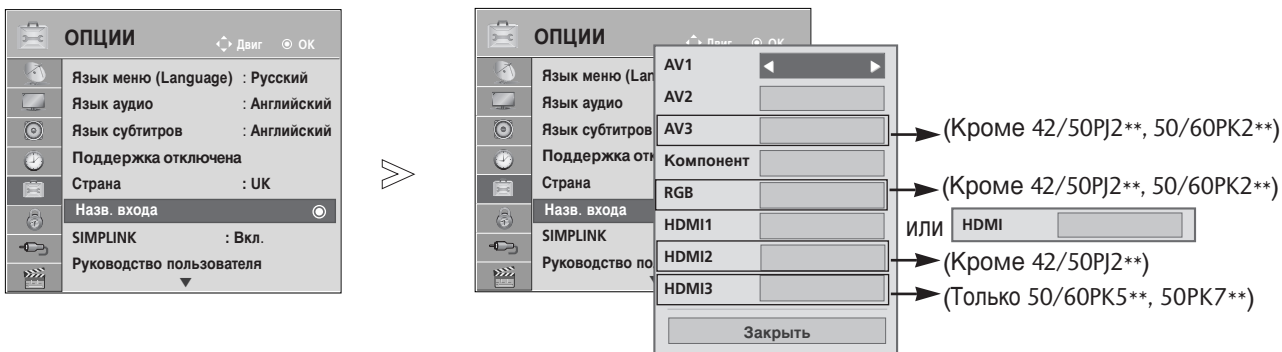 ОПЦИИ
Двиг OK
Язык меню (Language) : Русский
Язык аудио : Английский
Язык субтитров : Английский
Поддержка отключена
Страна : UK
Назв. входа
SIMPLINK : Вкл.
Руководство пользователя
ОПЦИИ
Двиг OK
Язык меню (Lan
Язык аудио
Язык субтитров
Поддержка отк
Страна
Назв. входа
SIMPLINK
Руководство по
AV1
AV2
AV3
(Кроме 42/50PJ2**, 50/60PK2**)
Компонент
RGB
(Кроме 42/50PJ2**, 50/60PK2**)
HDMI1
или HDMI
HDMI2
(Кроме 42/50PJ2**)
HDMI3
(Только 50/60PK5**, 50PK7**)
Закрыть